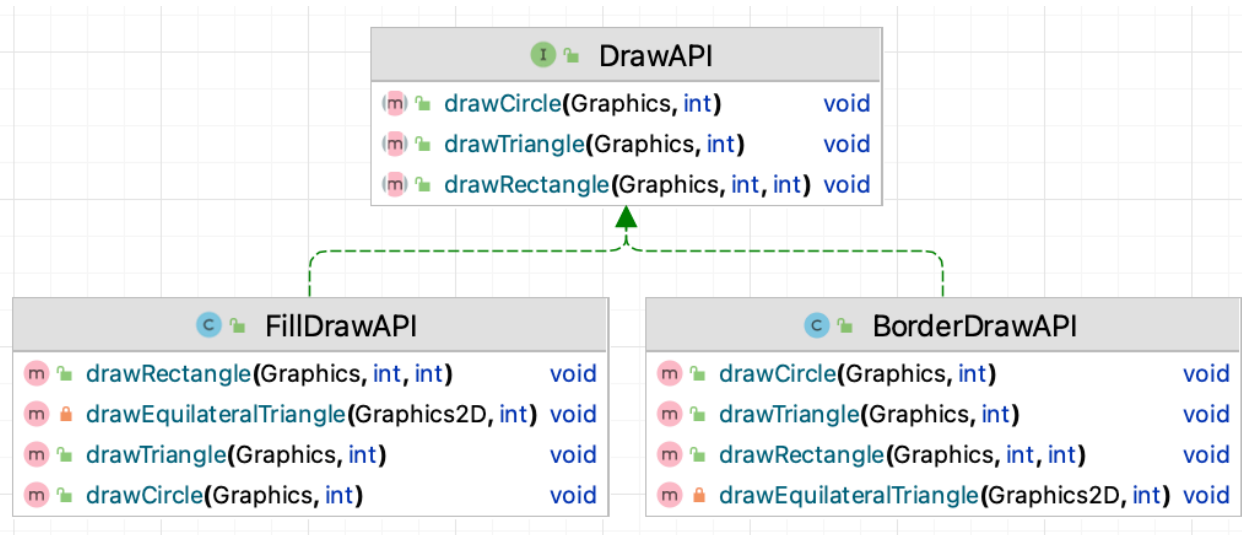 I DrawAPI
m drawCircle(Graphics, int) void
m drawTriangle(Graphics, int) void
m drawRectangle(Graphics, int, int) void
C FillDrawAPI
m drawRectangle(Graphics, int, int) void
m drawEquilateralTriangle(Graphics2D, int) void
m drawTriangle(Graphics, int) void
m drawCircle(Graphics, int) void
C BorderDrawAPI
m drawCircle(Graphics, int) void
m drawTriangle(Graphics, int) void
m drawRectangle(Graphics, int, int) void
m drawEquilateralTriangle(Graphics2D, int) void